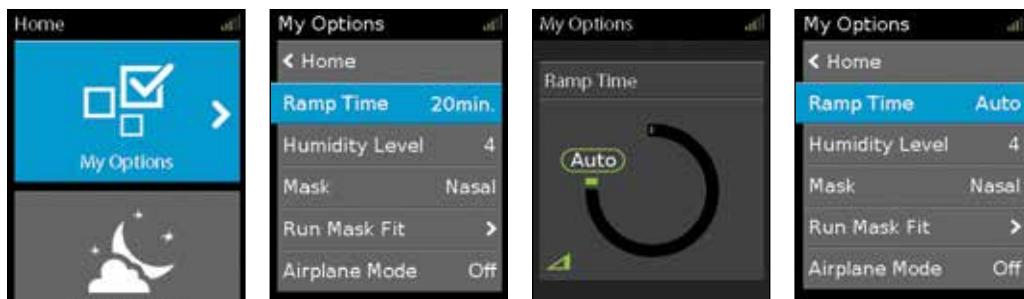 Home
My Options
My Options
< Home
Ramp Time 20min.
Humidity Level 4
Mask Nasal
Run Mask Fit >
Airplane Mode Off
My Options
Ramp Time
Auto
My Options
< Home
Ramp Time Auto
Humidity Level 4
Mask Nasal
Run Mask Fit >
Airplane Mode Off